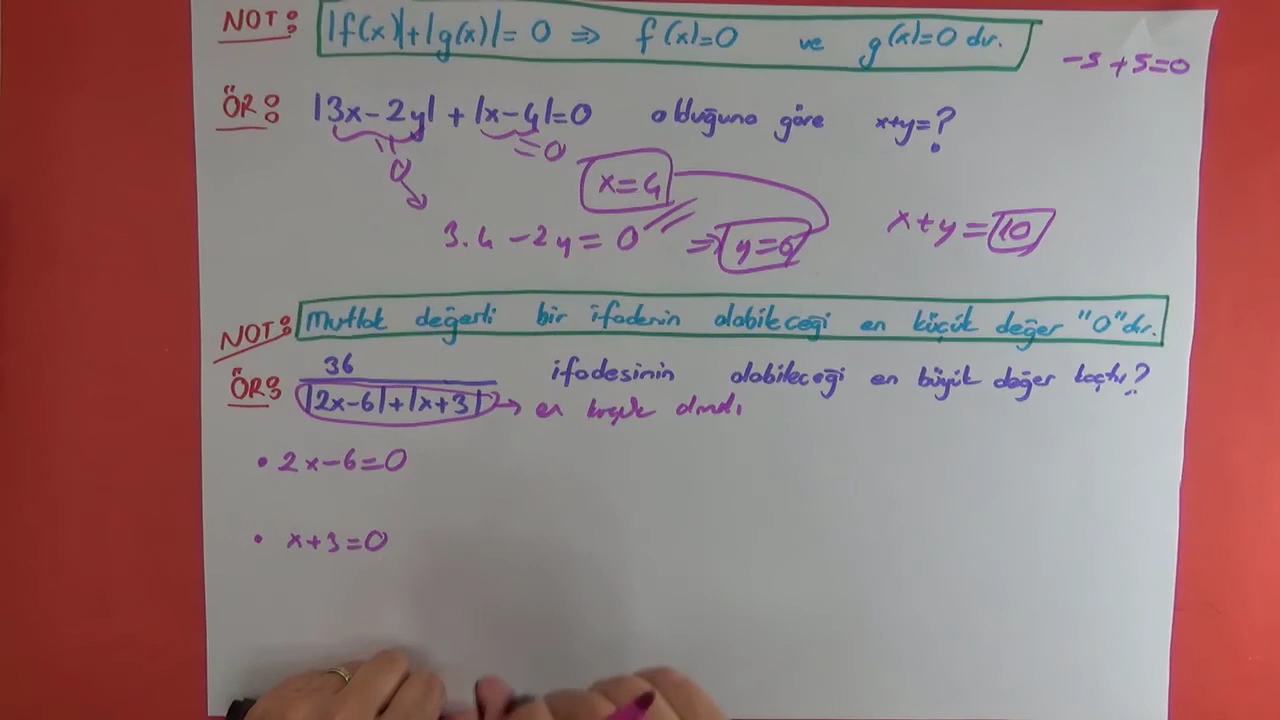 NOT: |f(x)|+|g(x)|= 0 ⇒ f(x)=0 ve g(x)=0 dır.
-5+5=0
ÖR: |3x-2y| + |x-4|=0 olduğuna göre x+y=?
=0
0
x=4
3.4 -2y = 0 ⇒ y=6
x+y=10
NOT: Mutlak değerli bir ifadenin alabileceği en küçük değer "0"dır.
ÖR: 36 / |2x-6|+|x+3| ifadesinin alabileceği en büyük değer kaçtır?
→ en küçük olmalı
• 2x-6=0
• x+3=0